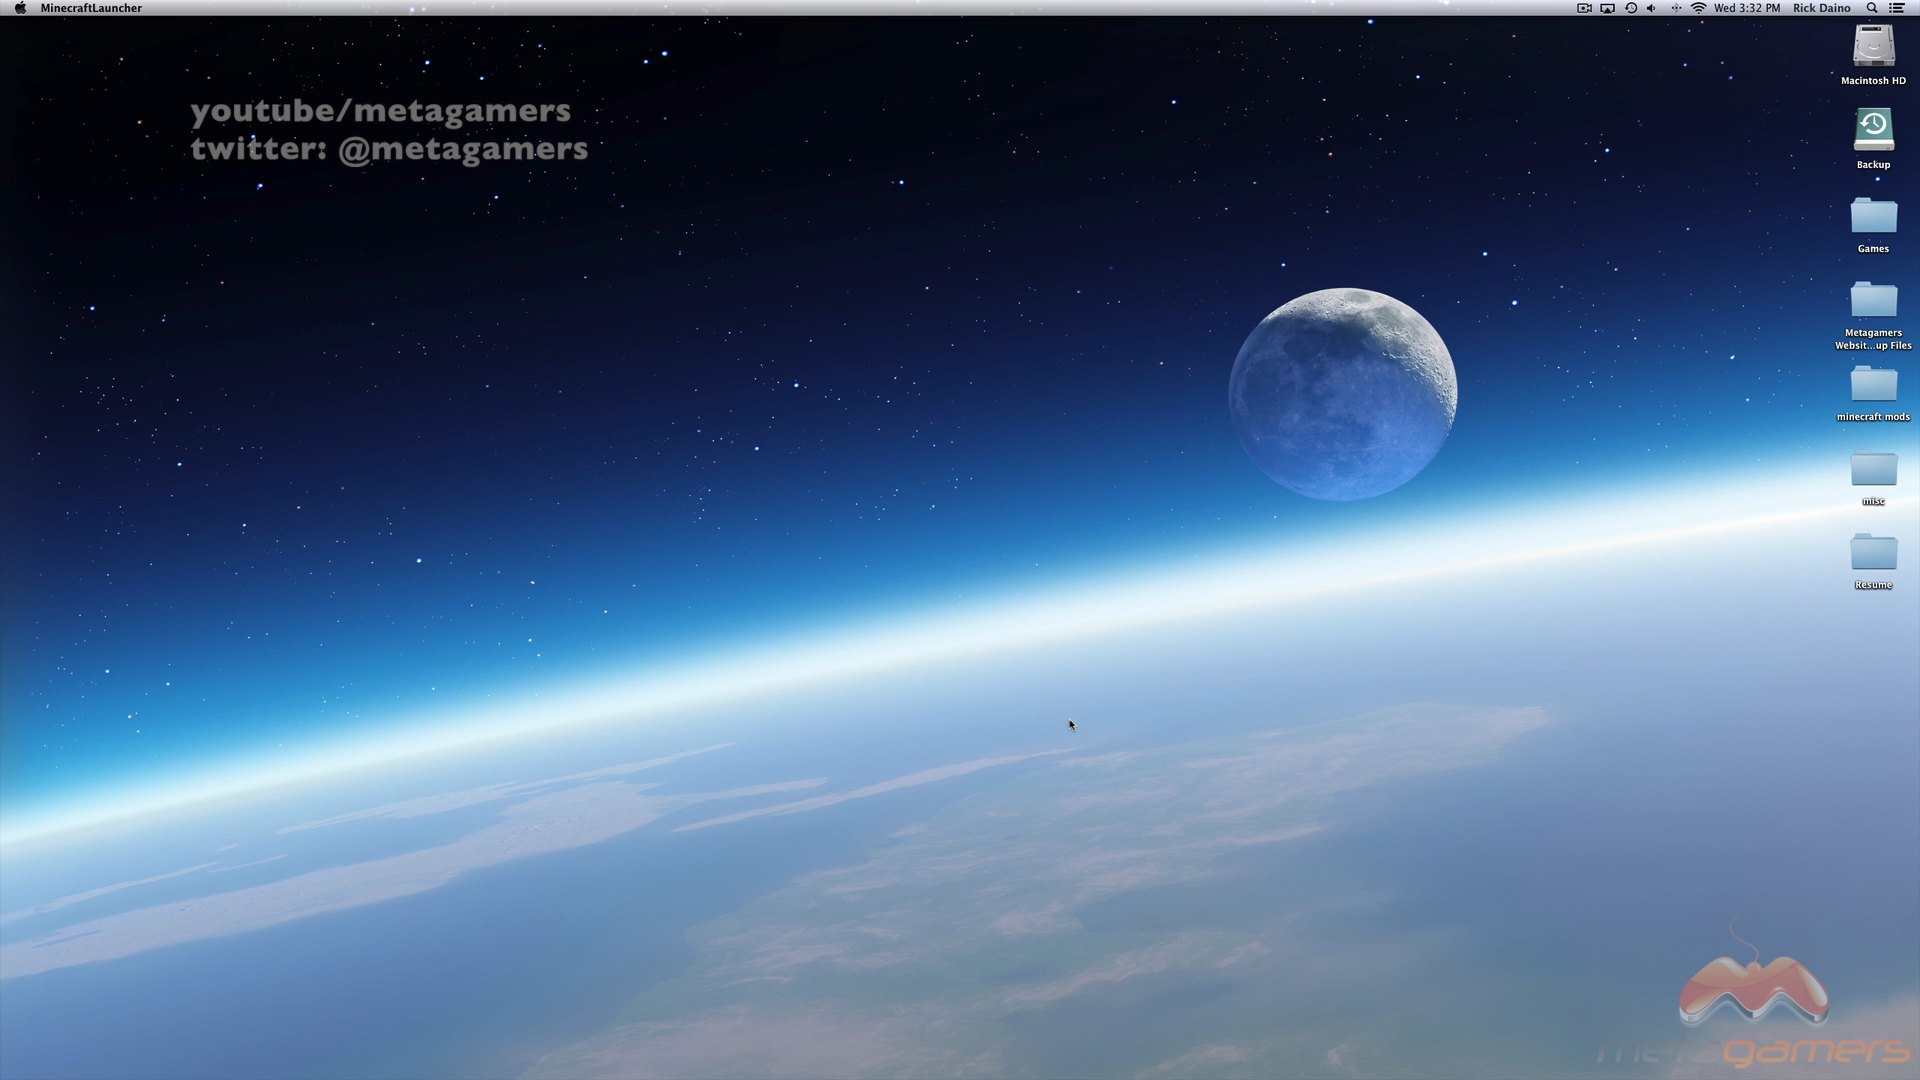 MinecraftLauncher
Wed 3:32 PM
Rick Daino
youtube/metagamers
twitter: @metagamers
Macintosh HD
Backup
Games
Metagamers
Websit...up Files
minecraft mods
misc
Resume
metagamers